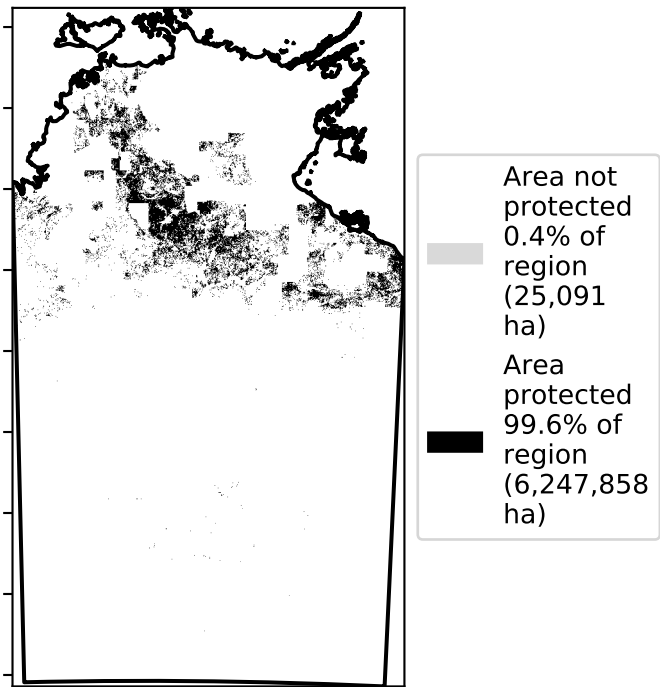 Area not
protected
0.4% of
region
(25,091
ha)
Area
protected
99.6% of
region
(6,247,858
ha)